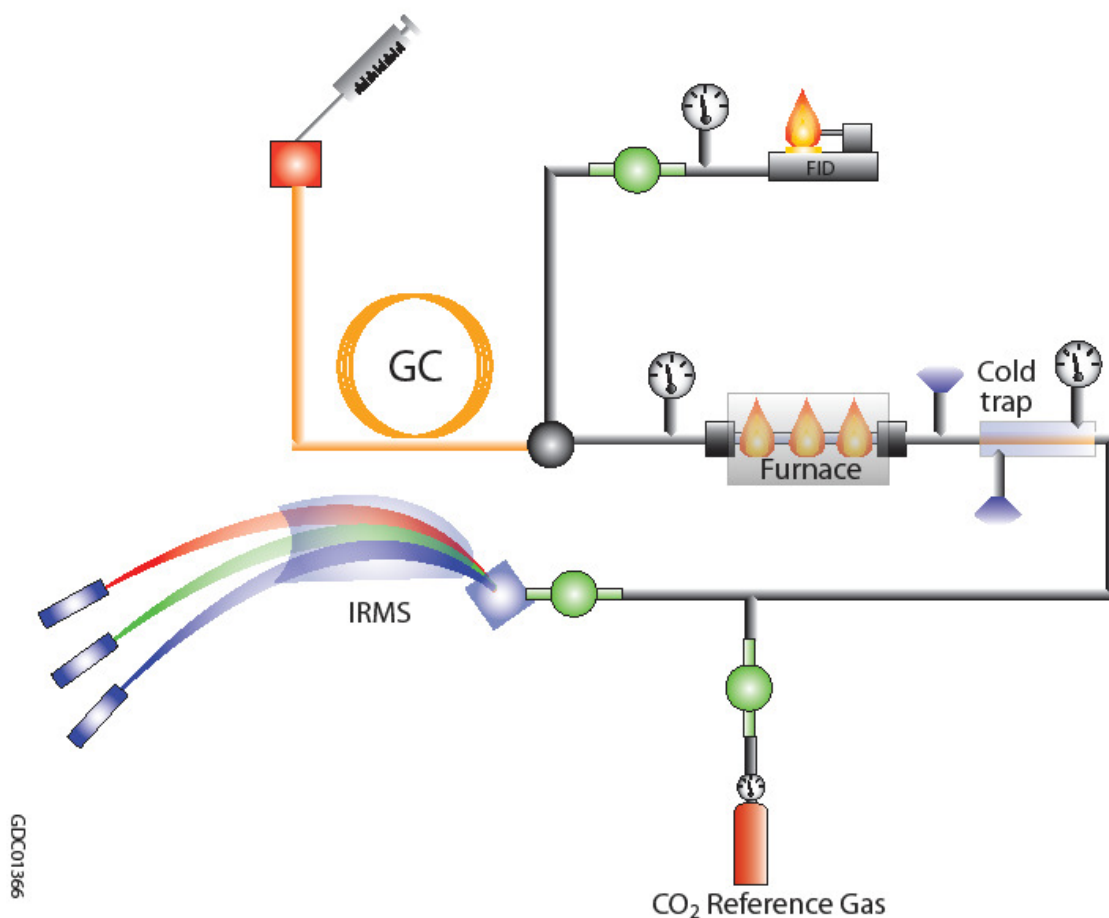 FID
GC
Cold
trap
Furnace
IRMS
CO₂ Reference Gas
GDC01366